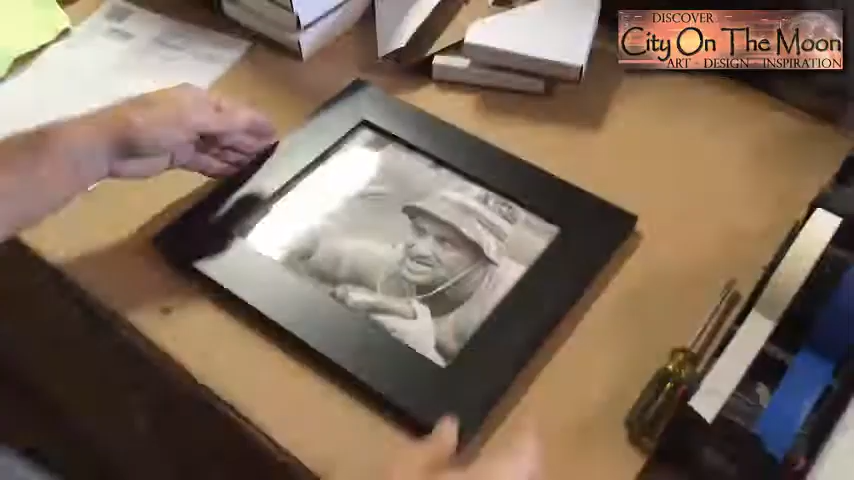 DISCOVER
City On The Moon
ART - DESIGN - INSPIRATION